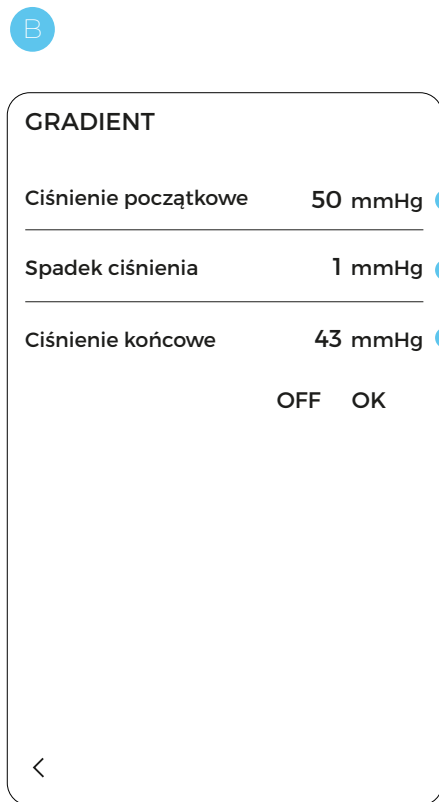 B
GRADIENT
Ciśnienie początkowe 50 mmHg
Spadek ciśnienia 1 mmHg
Ciśnienie końcowe 43 mmHg
OFF OK